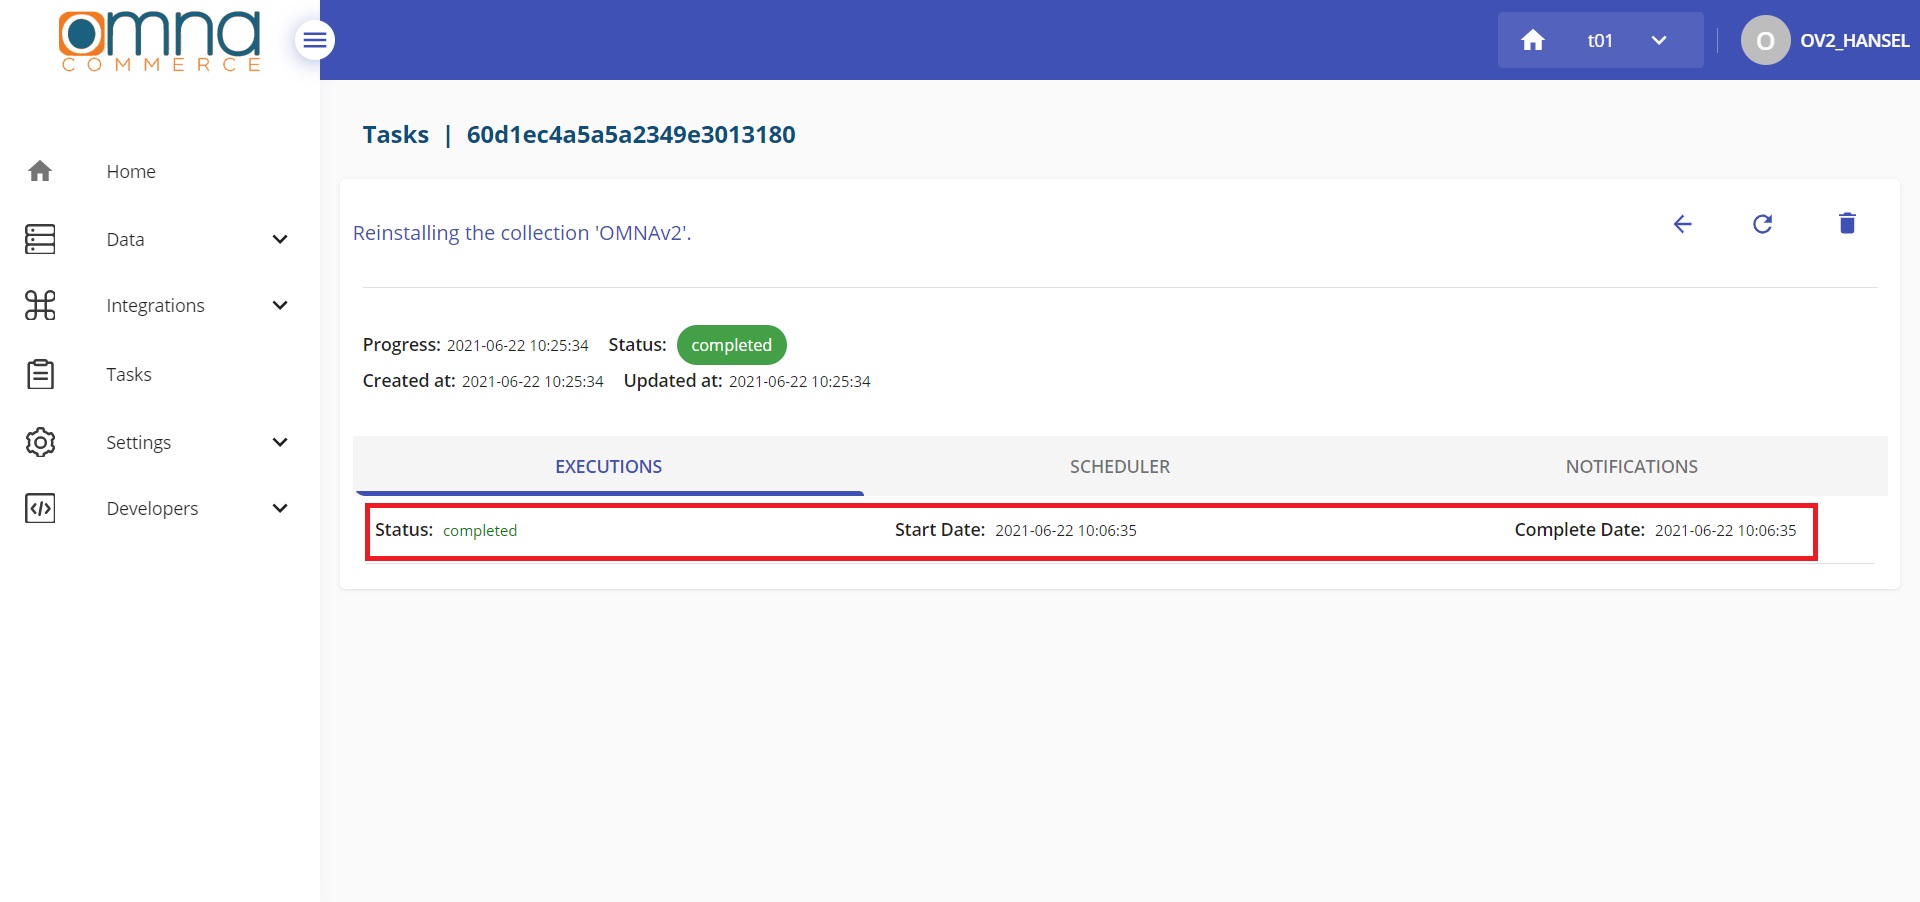 omna
COMMERCE
t01
O
OV2_HANSEL
Home
Data
Integrations
Tasks
Settings
Developers
Tasks | 60d1ec4a5a5a2349e3013180
Reinstalling the collection 'OMNAv2'.
Progress: 2021-06-22 10:25:34 Status: completed
Created at: 2021-06-22 10:25:34 Updated at: 2021-06-22 10:25:34
EXECUTIONS SCHEDULER NOTIFICATIONS
Status: completed Start Date: 2021-06-22 10:06:35 Complete Date: 2021-06-22 10:06:35